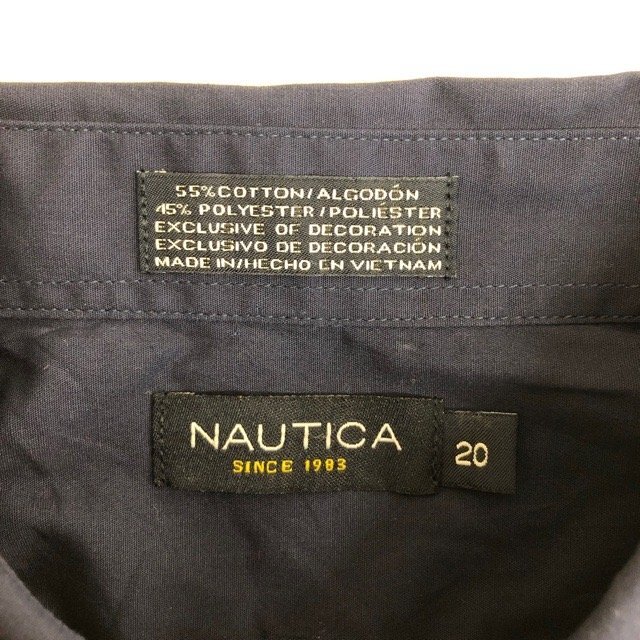 55% COTTON/ALGODÓN
45% POLYESTER/POLIÉSTER
EXCLUSIVE OF DECORATION
EXCLUSIVO DE DECORACIÓN
MADE IN/HECHO EN VIETNAM
NAUTICA
SINCE 1983
20